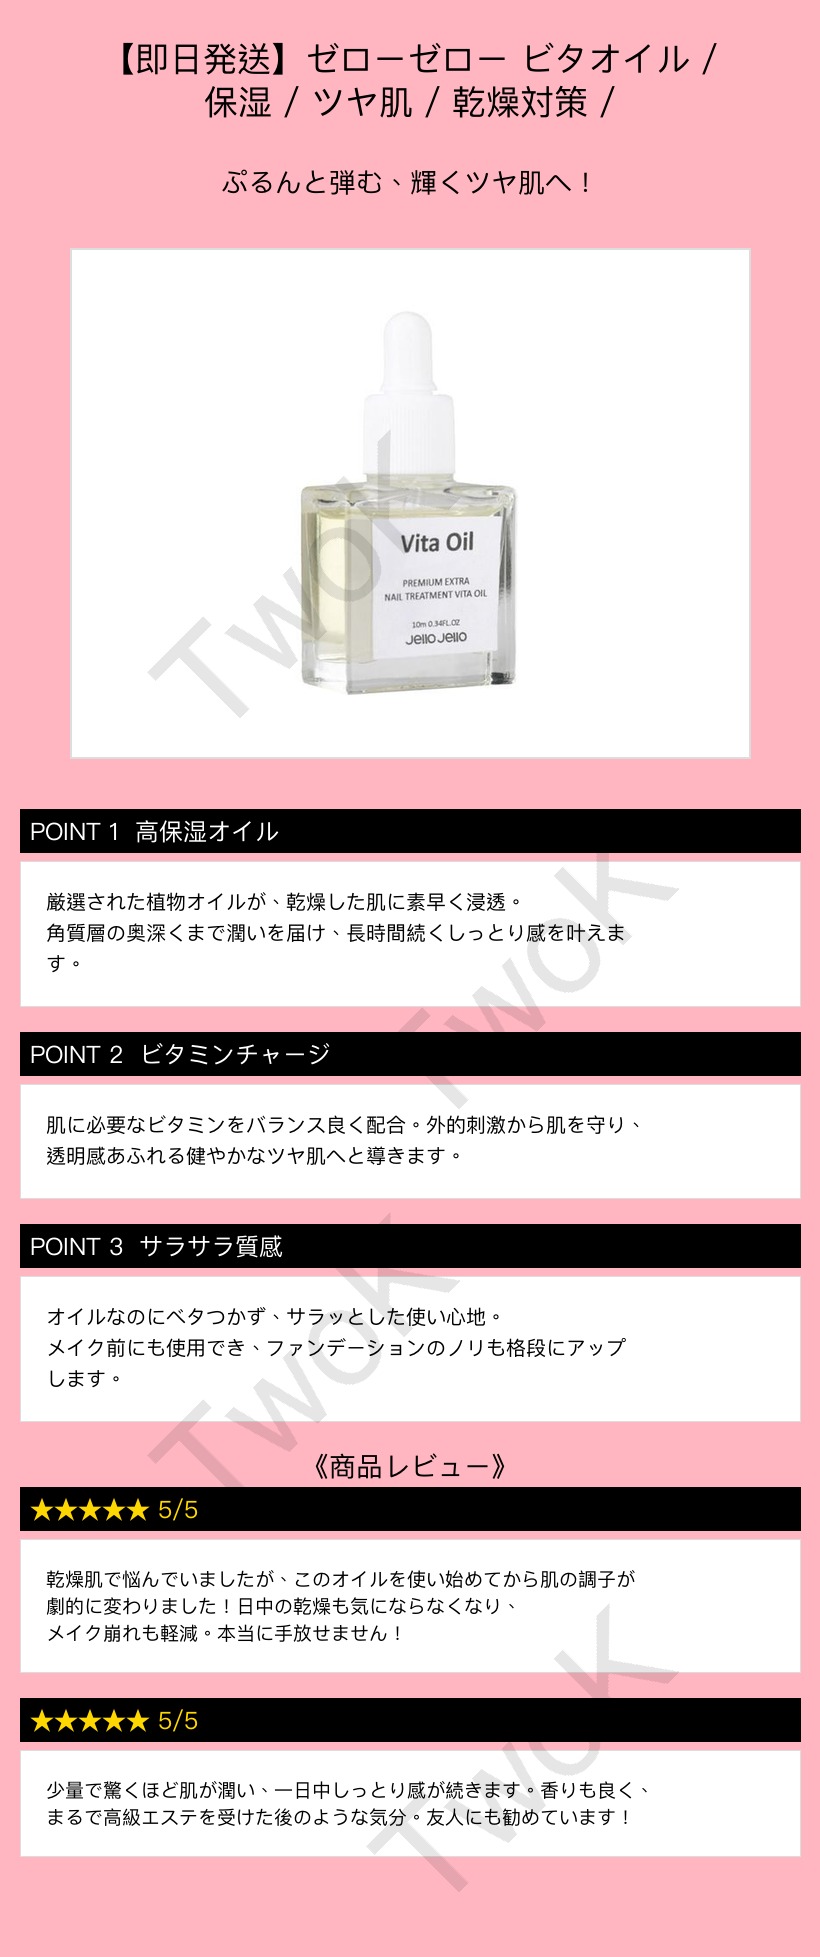 【即日発送】ゼローゼロー ビタオイル /
保湿 / ツヤ肌 / 乾燥対策 /
ぷるんと弾む、輝くツヤ肌へ！
Vita Oil
PREMIUM EXTRA
NAIL TREATMENT VITA OIL
10m 0.34FL.OZ
Jello Jello
TwoK
POINT 1 高保湿オイル
厳選された植物オイルが、乾燥した肌に素早く浸透。
角質層の奥深くまで潤いを届け、長時間続くしっとり感を叶えま
す。
TwoK
POINT 2 ビタミンチャージ
肌に必要なビタミンをバランス良く配合。外的刺激から肌を守り、
透明感あふれる健やかなツヤ肌へと導きます。
POINT 3 サラサラ質感
オイルなのにベタつかず、サラッとした使い心地。
メイク前にも使用でき、ファンデーションのノリも格段にアップ
します。
TwoK
《商品レビュー》
★★★★★ 5/5
乾燥肌で悩んでいましたが、このオイルを使い始めてから肌の調子が
劇的に変わりました！日中の乾燥も気にならなくなり、
メイク崩れも軽減。本当に手放せません！
★★★★★ 5/5
少量で驚くほど肌が潤い、一日中しっとり感が続きます。香りも良く、
まるで高級エステを受けた後のような気分。友人にも勧めています！
TwoK